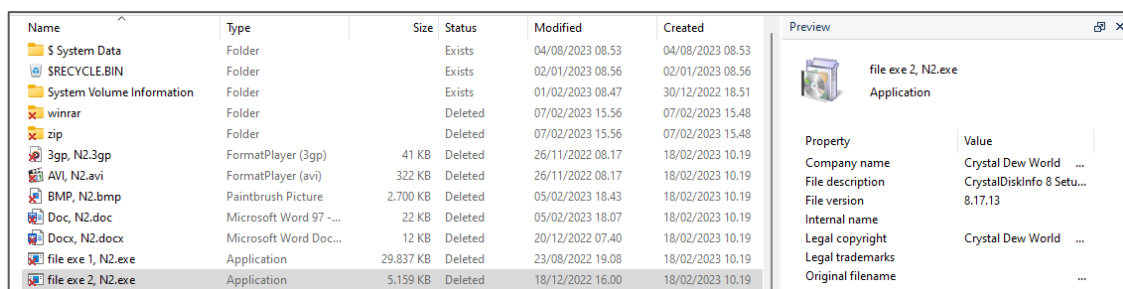 Name Type Size Status Modified Created
$ System Data Folder Exists 04/08/2023 08.53 04/08/2023 08.53
$RECYCLE.BIN Folder Exists 02/01/2023 08.56 02/01/2023 08.56
System Volume Information Folder Exists 01/02/2023 08.47 30/12/2022 18.51
winrar Folder Deleted 07/02/2023 15.56 07/02/2023 15.48
zip Folder Deleted 07/02/2023 15.56 07/02/2023 15.48
3gp, N2.3gp FormatPlayer (3gp) 41 KB Deleted 26/11/2022 08.17 18/02/2023 10.19
AVI, N2.avi FormatPlayer (avi) 322 KB Deleted 26/11/2022 08.17 18/02/2023 10.19
BMP, N2.bmp Paintbrush Picture 2.700 KB Deleted 05/02/2023 18.43 18/02/2023 10.19
Doc, N2.doc Microsoft Word 97 -... 22 KB Deleted 05/02/2023 18.07 18/02/2023 10.19
Docx, N2.docx Microsoft Word Doc... 12 KB Deleted 20/12/2022 07.40 18/02/2023 10.19
file exe 1, N2.exe Application 29.837 KB Deleted 23/08/2022 19.08 18/02/2023 10.19
file exe 2, N2.exe Application 5.159 KB Deleted 18/12/2022 16.00 18/02/2023 10.19
Preview
file exe 2, N2.exe
Application
Property Value
Company name Crystal Dew World ...
File description CrystalDiskInfo 8 Setu...
File version 8.17.13
Internal name
Legal copyright Crystal Dew World ...
Legal trademarks
Original filename ...